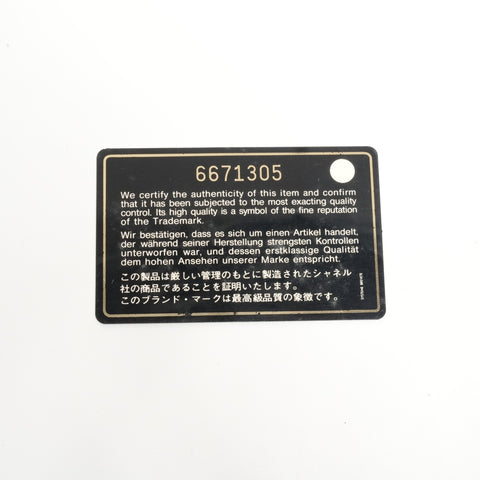 6671305
We certify the authenticity of this item and confirm
that it has been subjected to the most exacting quality
control. Its high quality is a symbol of the fine reputation
of the Trademark.
Wir bestätigen, dass es sich um einen Artikel handelt,
der während seiner Herstellung strengsten Kontrollen
unterworfen war, und dessen erstklassige Qualität
dem hohen Ansehen unserer Marke entspricht.
この製品は厳しい管理のもとに製造されたシャネル
社の商品であることを証明いたします。
このブランド・マークは最高級品質の象徴です。